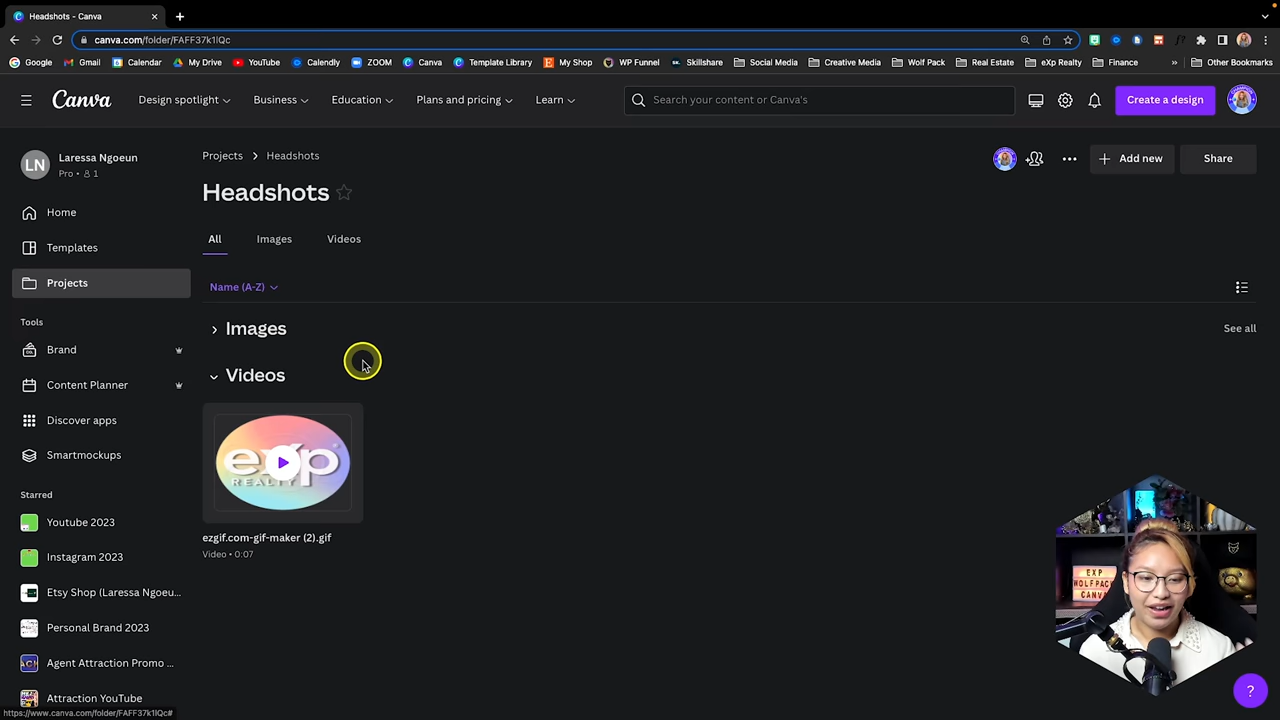 Headshots - Canva
canva.com/folder/FAFF37k1lQc
Google Gmail Calendar My Drive YouTube Calendly ZOOM Canva Template Library My Shop WP Funnel Skillshare Social Media Creative Media Wolf Pack Real Estate eXp Realty Finance » Other Bookmarks
Canva Design spotlight Business Education Plans and pricing Learn Search your content or Canva's Create a design
LN Laressa Ngoeun
Pro • 1
Projects > Headshots
+ Add new Share
Headshots
Home
Templates
All Images Videos
Projects
Name (A-Z)
Tools
Images See all
Brand
Videos
Content Planner
Discover apps
Smartmockups
exp
REALTY
Starred
Youtube 2023
ezgif.com-gif-maker (2).gif
Video • 0:07
Instagram 2023
Etsy Shop (Laressa Ngoeu...
Personal Brand 2023
Agent Attraction Promo ...
Attraction YouTube
EXP
WOLFPACK
CANVA
?
https://www.canva.com/folder/FAFF37k1lQc#